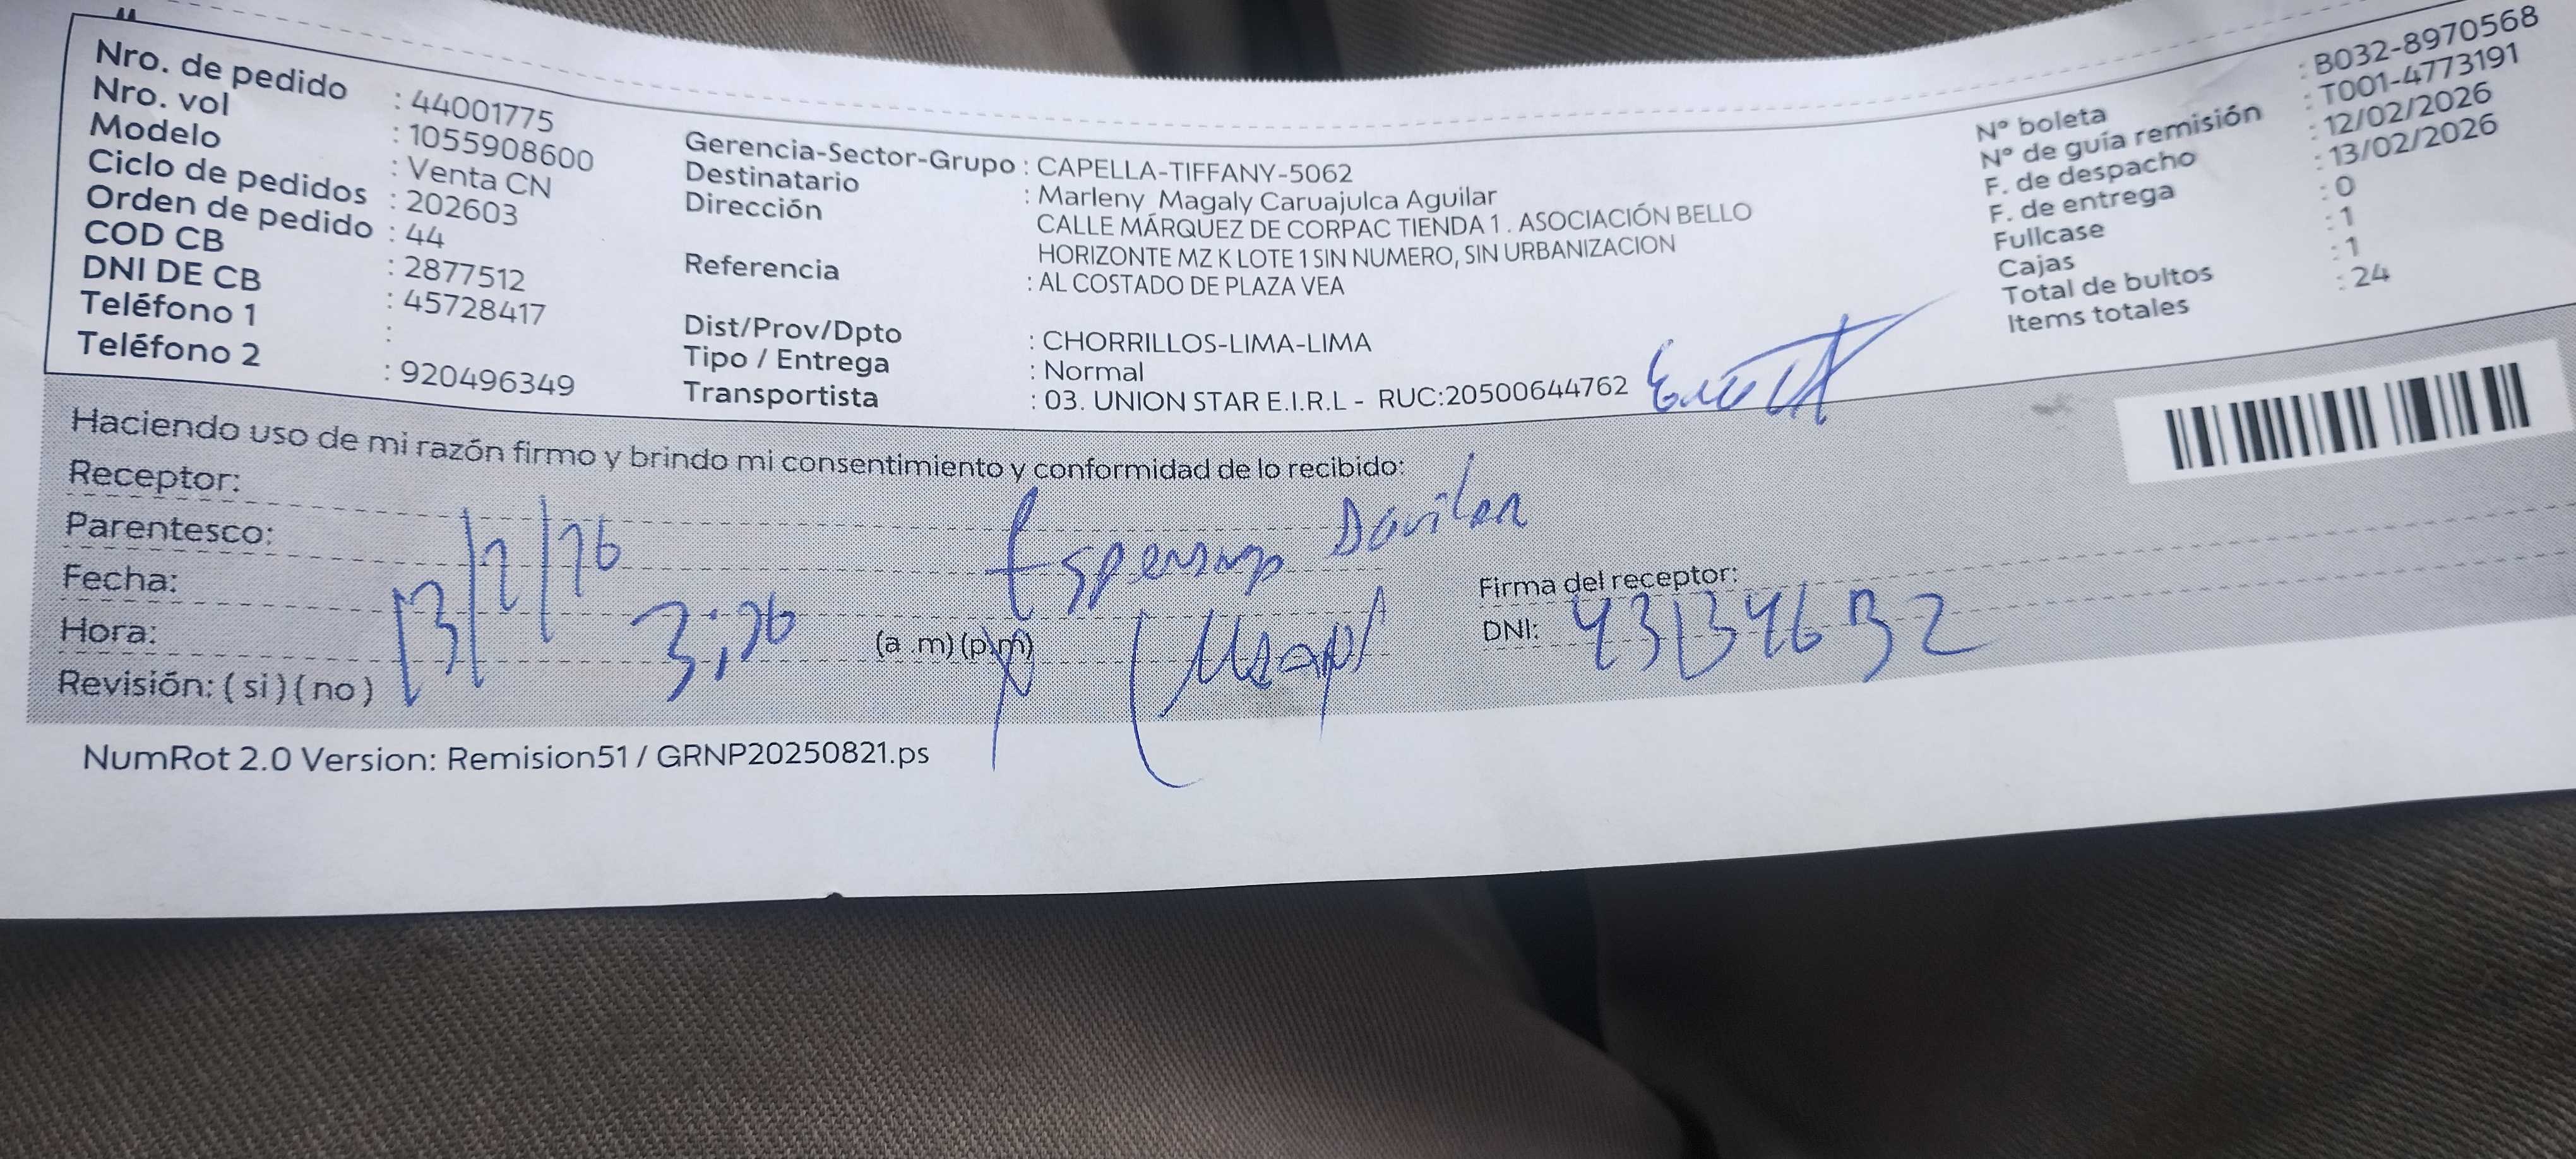 Nro. de pedido : 44001775
Nro. vol : 1055908600
Modelo : Venta CN
Ciclo de pedidos : 202603
Orden de pedido : 44
COD CB : 2877512
DNI DE CB : 45728417
Teléfono 1 :
Teléfono 2 : 920496349
Gerencia-Sector-Grupo : CAPELLA-TIFFANY-5062
Destinatario : Marleny Magaly Caruajulca Aguilar
Dirección CALLE MÁRQUEZ DE CORPAC TIENDA 1 . ASOCIACIÓN BELLO
HORIZONTE MZ K LOTE 1 SIN NUMERO, SIN URBANIZACION
Referencia : AL COSTADO DE PLAZA VEA
Dist/Prov/Dpto : CHORRILLOS-LIMA-LIMA
Tipo / Entrega : Normal
Transportista : 03. UNION STAR E.I.R.L - RUC:20500644762
N° boleta : B032-8970568
N° de guía remisión : T001-4773191
F. de despacho : 12/02/2026
F. de entrega : 13/02/2026
Fullcase : 0
Cajas : 1
Total de bultos : 1
Items totales : 24
Haciendo uso de mi razón firmo y brindo mi consentimiento y conformidad de lo recibido:
Receptor: Davila
Parentesco:
Fecha: 13/2/26
Hora: 3:26 (a .m) (p.m)
Revisión: ( si ) ( no )
Firma del receptor:
DNI:
NumRot 2.0 Version: Remision51 / GRNP20250821.ps